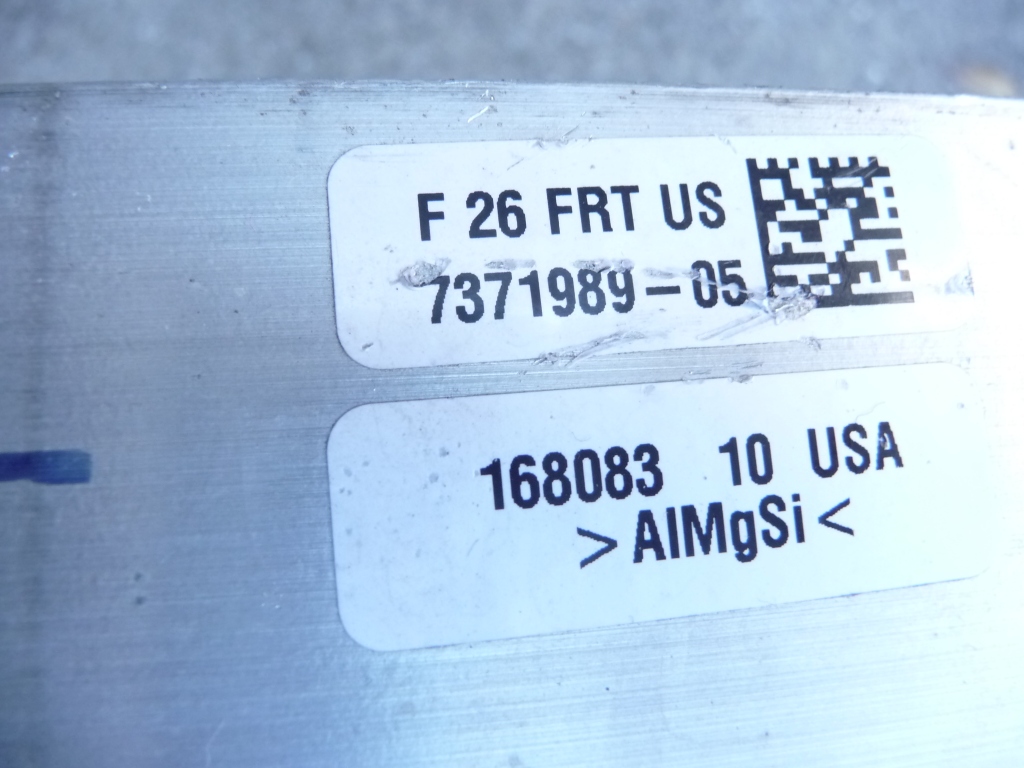 F 26 FRT US
7371989-05
168083 10 USA
>AlMgSi<